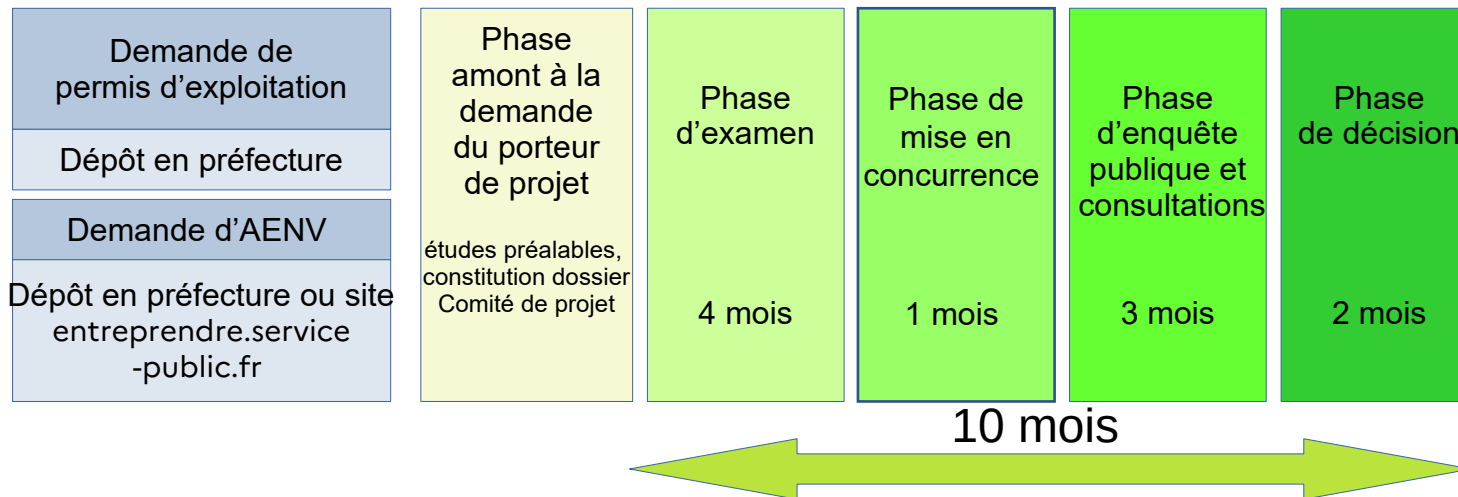 Demande de
permis d’exploitation
Dépôt en préfecture
Demande d’AENV
Dépôt en préfecture ou site
entreprendre.service
-public.fr
Phase
amont à la
demande
du porteur
de projet
études préalables,
constitution dossier
Comité de projet
Phase
d’examen
4 mois
Phase de
mise en
concurrence
1 mois
Phase
d’enquête
publique et
consultations
3 mois
Phase
de décision
2 mois
10 mois